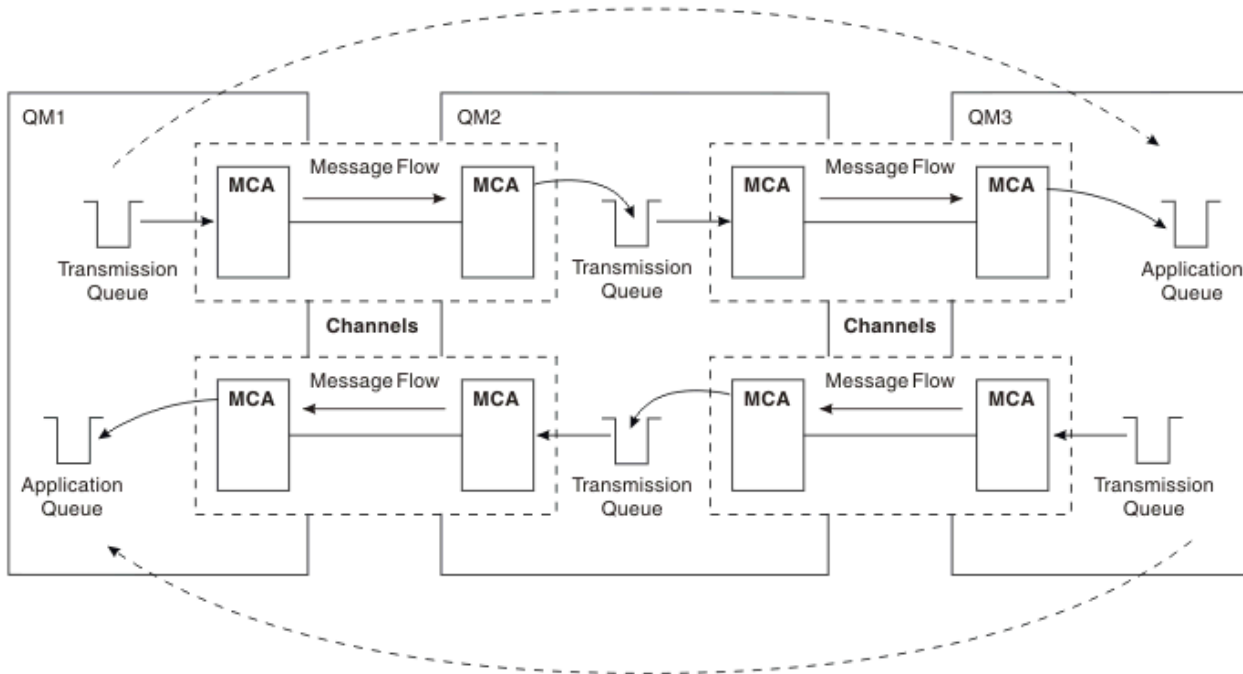 QM1
QM2
QM3
Message Flow
Message Flow
MCA
MCA
MCA
MCA
Transmission
Queue
Transmission
Queue
Application
Queue
Channels
Channels
Message Flow
Message Flow
MCA
MCA
MCA
MCA
Application
Queue
Transmission
Queue
Transmission
Queue